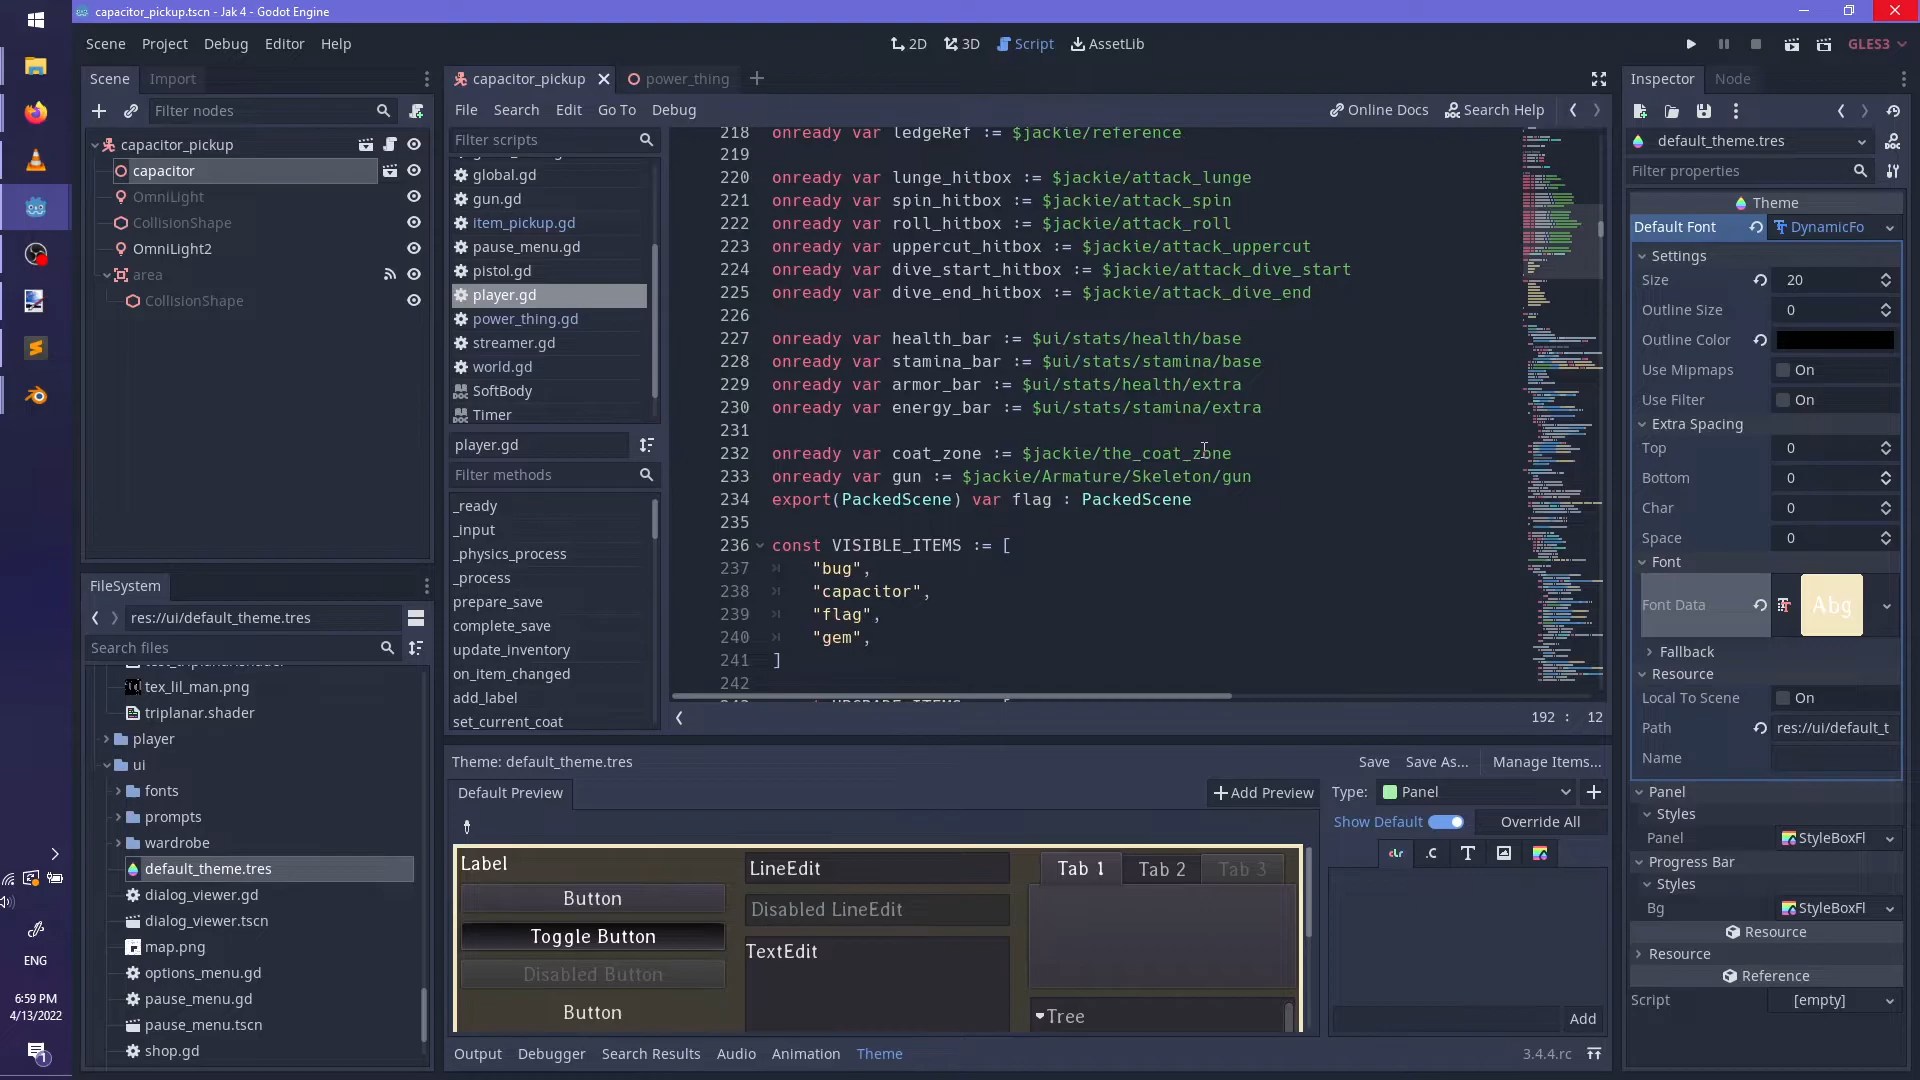 capacitor_pickup.tscn - Jak 4 - Godot Engine
Scene Project Debug Editor Help
2D 3D Script AssetLib
GLES3
Scene Import
Filter nodes
capacitor_pickup
capacitor
OmniLight
CollisionShape
OmniLight2
area
CollisionShape
FileSystem
res://ui/default_theme.tres
Search files
tex_lil_man.png
triplanar.shader
player
ui
fonts
prompts
wardrobe
default_theme.tres
dialog_viewer.gd
dialog_viewer.tscn
map.png
options_menu.gd
pause_menu.gd
pause_menu.tscn
shop.gd
capacitor_pickup power_thing
File Search Edit Go To Debug
Online Docs Search Help
Filter scripts
global.gd
gun.gd
item_pickup.gd
pause_menu.gd
pistol.gd
player.gd
power_thing.gd
streamer.gd
world.gd
SoftBody
Timer
player.gd
Filter methods
_ready
_input
_physics_process
_process
prepare_save
complete_save
update_inventory
on_item_changed
add_label
set_current_coat
218 onready var ledgeRef := $jackie/reference
219
220 onready var lunge_hitbox := $jackie/attack_lunge
221 onready var spin_hitbox := $jackie/attack_spin
222 onready var roll_hitbox := $jackie/attack_roll
223 onready var uppercut_hitbox := $jackie/attack_uppercut
224 onready var dive_start_hitbox := $jackie/attack_dive_start
225 onready var dive_end_hitbox := $jackie/attack_dive_end
226
227 onready var health_bar := $ui/stats/health/base
228 onready var stamina_bar := $ui/stats/stamina/base
229 onready var armor_bar := $ui/stats/health/extra
230 onready var energy_bar := $ui/stats/stamina/extra
231
232 onready var coat_zone := $jackie/the_coat_zone
233 onready var gun := $jackie/Armature/Skeleton/gun
234 export(PackedScene) var flag : PackedScene
235
236 const VISIBLE_ITEMS := [
237 "bug",
238 "capacitor",
239 "flag",
240 "gem",
241 ]
242
192 : 12
Theme: default_theme.tres
Save Save As... Manage Items...
Default Preview
Add Preview
Type: Panel
Show Default Override All
Label
Button
Toggle Button
Disabled Button
Button
LineEdit
Disabled LineEdit
TextEdit
Tab 1 Tab 2 Tab 3
Tree
Add
Output Debugger Search Results Audio Animation Theme
3.4.4.rc
Inspector Node
default_theme.tres
Filter properties
Theme
Default Font DynamicFo
Settings
Size 20
Outline Size 0
Outline Color
Use Mipmaps On
Use Filter On
Extra Spacing
Top 0
Bottom 0
Char 0
Space 0
Font
Font Data Abg
Fallback
Resource
Local To Scene On
Path res://ui/default_t
Name
Panel
Styles
Panel StyleBoxFl
Progress Bar
Styles
Bg StyleBoxFl
Resource
Resource
Reference
Script [empty]
ENG
6:59 PM
4/13/2022
1